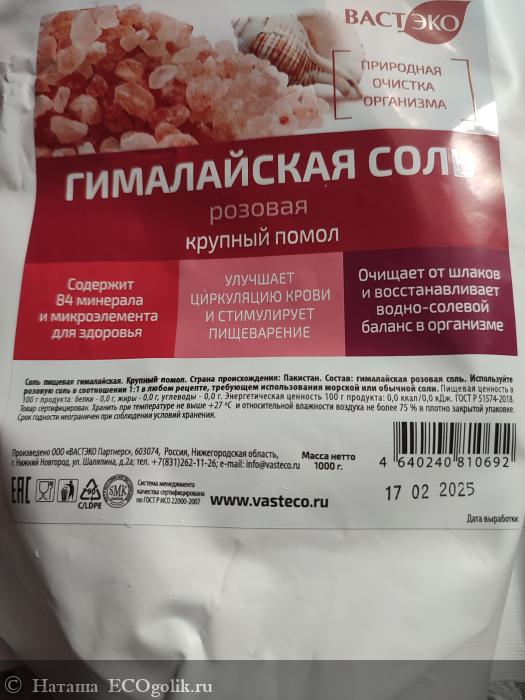 ВАСТЭКО
ПРИРОДНАЯ
ОЧИСТКА
ОРГАНИЗМА
ГИМАЛАЙСКАЯ СОЛЬ
розовая
крупный помол
Содержит
84 минерала
и микроэлемента
для здоровья
УЛУЧШАЕТ
ЦИРКУЛЯЦИЮ КРОВИ
И СТИМУЛИРУЕТ
ПИЩЕВАРЕНИЕ
Очищает от шлаков
и восстанавливает
водно-солевой
баланс в организме
Соль пищевая гималайская. Крупный помол. Страна происхождения: Пакистан. Состав: гималайская розовая соль. Используйте
розовую соль в соотношении 1:1 в любом рецепте, требующем использования морской или обычной соли. Пищевая ценность в
100 г продукта: белки - 0,0 г, жиры - 0,0 г, углеводы - 0,0 г. Энергетическая ценность 100 г продукта: 0,0 ккал/0,0 кДж. ГОСТ Р 51574-2018.
Товар сертифицирован. Хранить при температуре не выше +27 °С и относительной влажности воздуха не более 75 % в плотно закрытой упаковке.
Срок годности неограничен при соблюдении условий хранения.
Произведено ООО «ВАСТЭКО Партнерс», 603074, Россия, Нижегородская область,
г. Нижний Новгород, ул. Шаляпина, д.2а; тел. +7(831)262-11-26; e-mail: info@vasteco.ru
Масса нетто
1000 г.
4 640240 810692
17 02 2025
EAC
90
C/LDPE
SMK
Система менеджмента
качества сертифицирована
по ГОСТ Р ИСО 22000-2007
www.vasteco.ru
Дата выработки:
© Наташа ECOgolik.ru